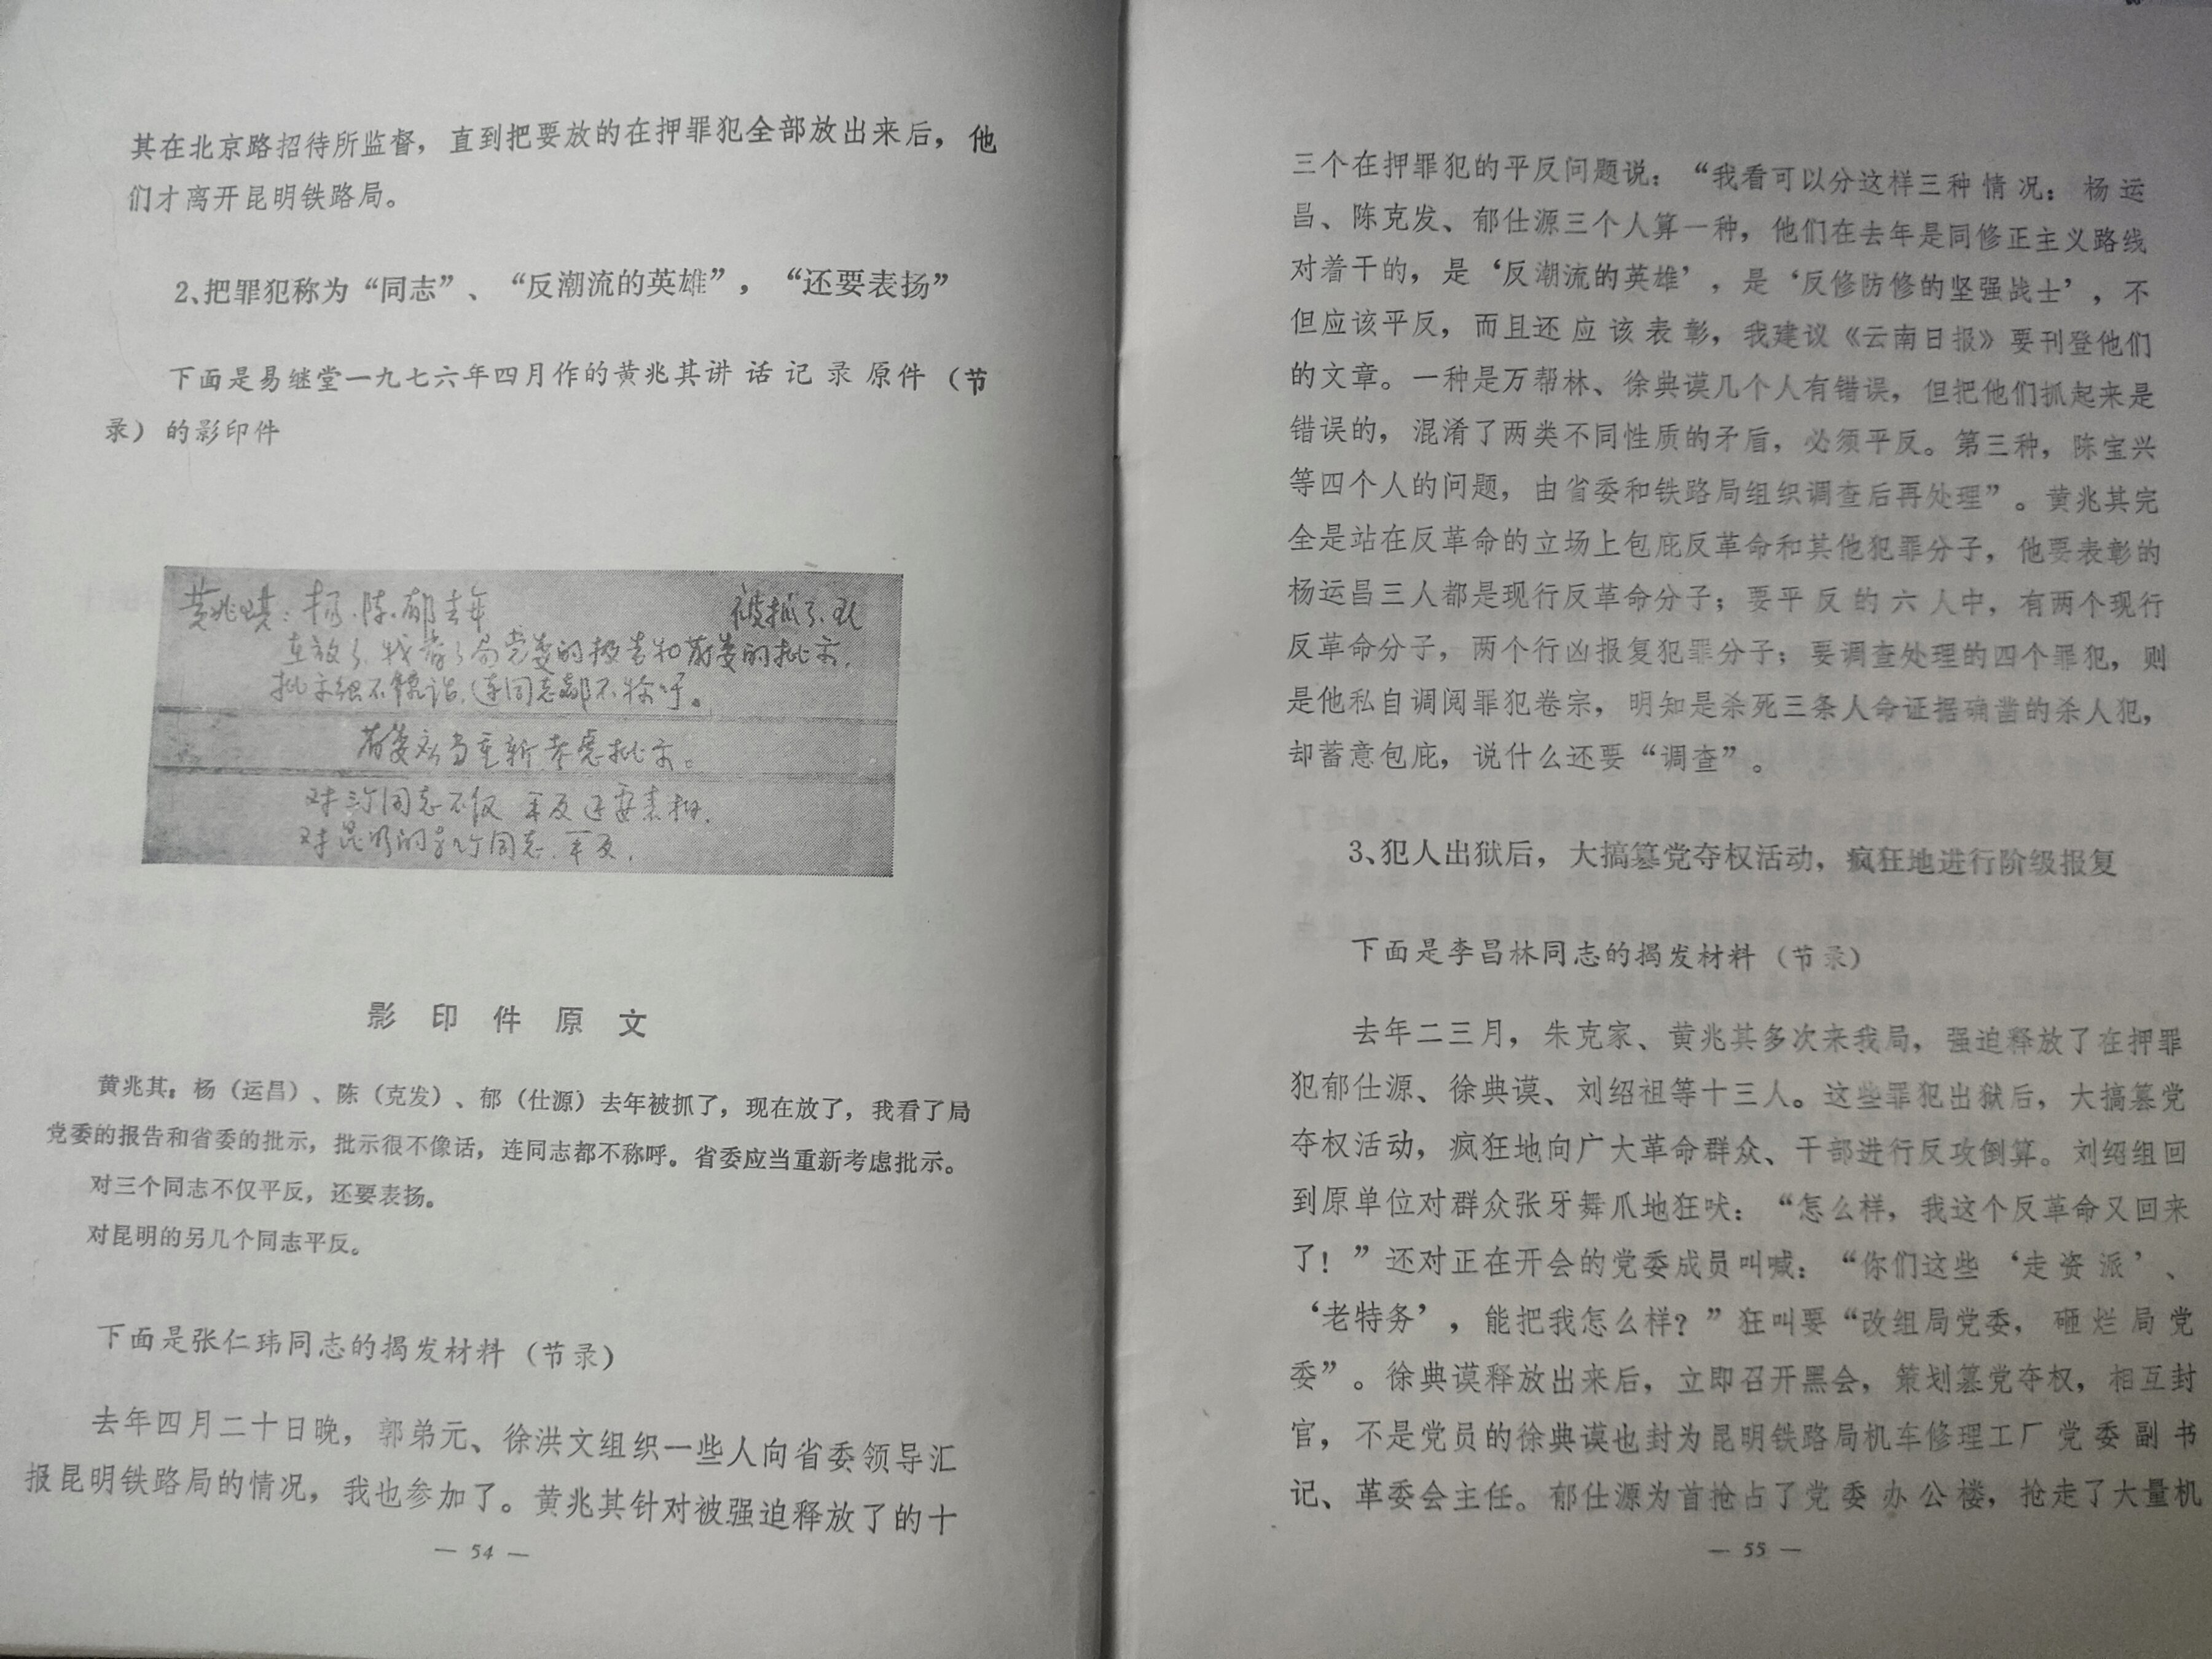 其在北京路招待所监督，直到把要放的在押罪犯全部放出来后，他
们才离开昆明铁路局。
2、把罪犯称为“同志”、“反潮流的英雄”，“还要表扬”
下面是易继堂一九七六年四月作的黄兆其讲话记录原件（节
录）的影印件
黄兆其：杨.陈.郁去年 被抓了.现
在放了.我看了局党委的报告和省委的批示.
批示很不像话.连同志都不称呼。
省委应当重新考虑批示。
对三个同志不仅平反还要表扬.
对昆明的另几个同志.平反.
影印件原文
黄兆其：杨（运昌）、陈（克发）、郁（仕源）去年被抓了，现在放了，我看了局
党委的报告和省委的批示，批示很不像话，连同志都不称呼。省委应当重新考虑批示。
对三个同志不仅平反，还要表扬。
对昆明的另几个同志平反。
下面是张仁玮同志的揭发材料（节录）
去年四月二十日晚，郭弟元、徐洪文组织一些人向省委领导汇
报昆明铁路局的情况，我也参加了。黄兆其针对被强迫释放了的十
— 54 —
三个在押罪犯的平反问题说：“我看可以分这样三种情况：杨运
昌、陈克发、郁仕源三个人算一种，他们在去年是同修正主义路线
对着干的，是‘反潮流的英雄’，是‘反修防修的坚强战士’，不
但应该平反，而且还应该表彰，我建议《云南日报》要刊登他们
的文章。一种是万帮林、徐典谟几个人有错误，但把他们抓起来是
错误的，混淆了两类不同性质的矛盾，必须平反。第三种，陈宝兴
等四个人的问题，由省委和铁路局组织调查后再处理”。黄兆其完
全是站在反革命的立场上包庇反革命和其他犯罪分子，他要表彰的
杨运昌三人都是现行反革命分子；要平反的六人中，有两个现行
反革命分子，两个行凶报复犯罪分子；要调查处理的四个罪犯，则
是他私自调阅罪犯卷宗，明知是杀死三条人命证据确凿的杀人犯，
却蓄意包庇，说什么还要“调查”。
3、犯人出狱后，大搞篡党夺权活动，疯狂地进行阶级报复
下面是李昌林同志的揭发材料（节录）
去年二三月，朱克家、黄兆其多次来我局，强迫释放了在押罪
犯郁仕源、徐典谟、刘绍祖等十三人。这些罪犯出狱后，大搞篡党
夺权活动，疯狂地向广大革命群众、干部进行反攻倒算。刘绍组回
到原单位对群众张牙舞爪地狂吠：“怎么样，我这个反革命又回来
了！”还对正在开会的党委成员叫喊：“你们这些‘走资派’、
‘老特务’，能把我怎么样？”狂叫要“改组局党委，砸烂局党
委”。徐典谟释放出来后，立即召开黑会，策划篡党夺权，相互封
官，不是党员的徐典谟也封为昆明铁路局机车修理工厂党委副书
记、革委会主任。郁仕源为首抢占了党委办公楼，抢走了大量机
— 55 —